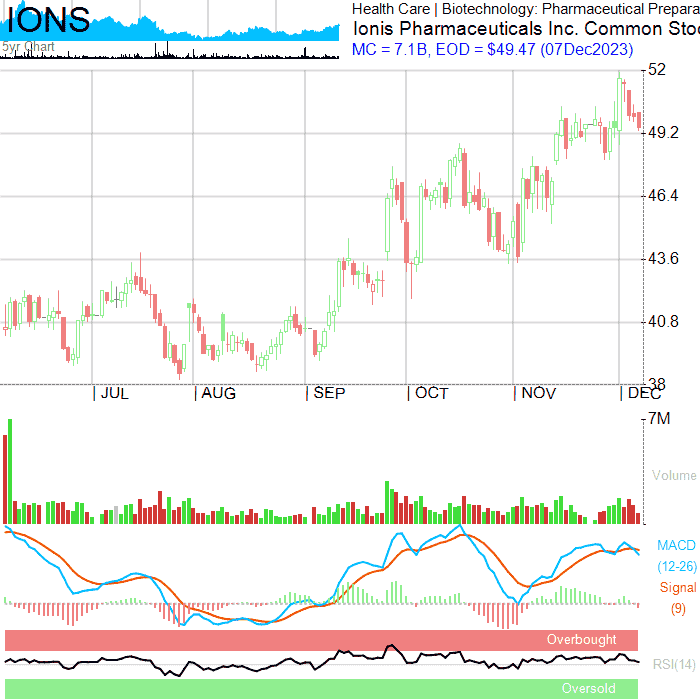 IONS
5yr Chart
Health Care | Biotechnology: Pharmaceutical Prepara
Ionis Pharmaceuticals Inc. Common Stoc
MC = 7.1B, EOD = $49.47 (07Dec2023)
52
49.2
46.4
43.6
40.8
38
JUL AUG SEP OCT NOV DEC
7M
Volume
MACD
(12-26)
Signal
(9)
Overbought
RSI(14)
Oversold